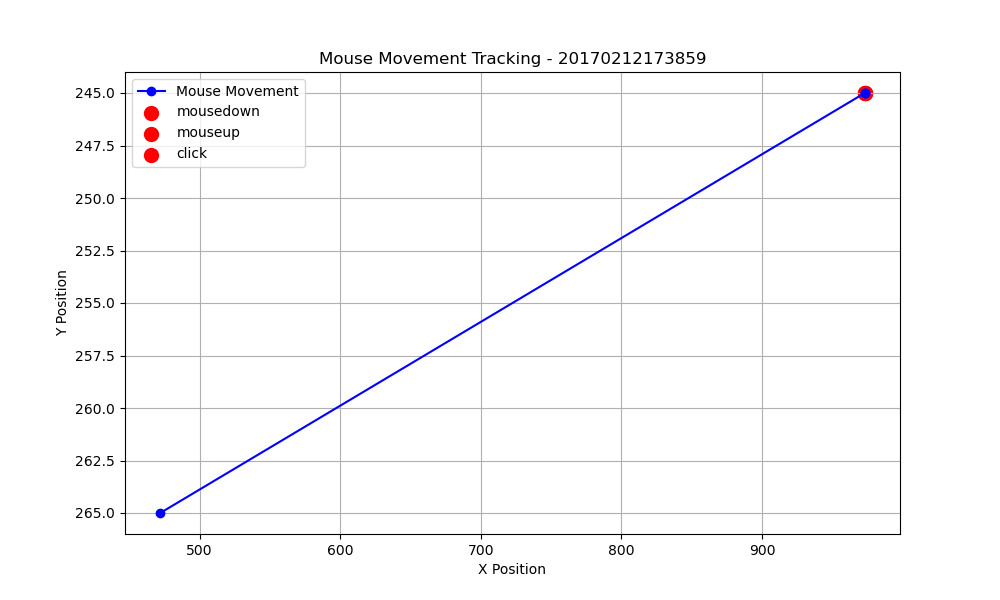 Mouse Movement Tracking - 20170212173859
Mouse Movement
mousedown
mouseup
click
245.0
247.5
250.0
252.5
255.0
257.5
260.0
262.5
265.0
Y Position
500 600 700 800 900
X Position